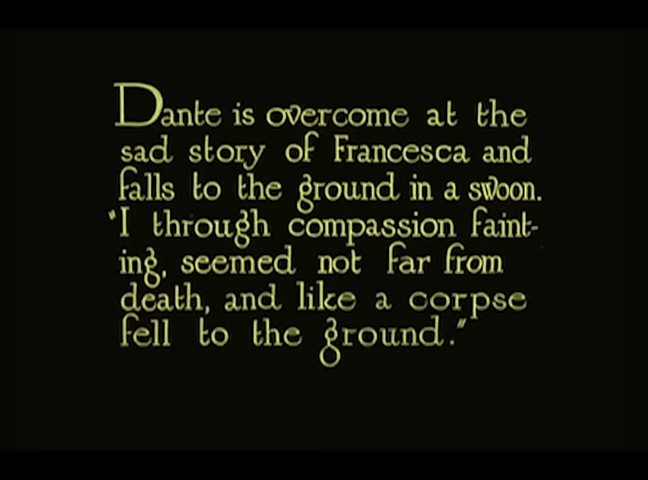 Dante is overcome at the
sad story of Francesca and
falls to the ground in a swoon.
"I through compassion faint-
ing, seemed not far from
death, and like a corpse
fell to the ground."